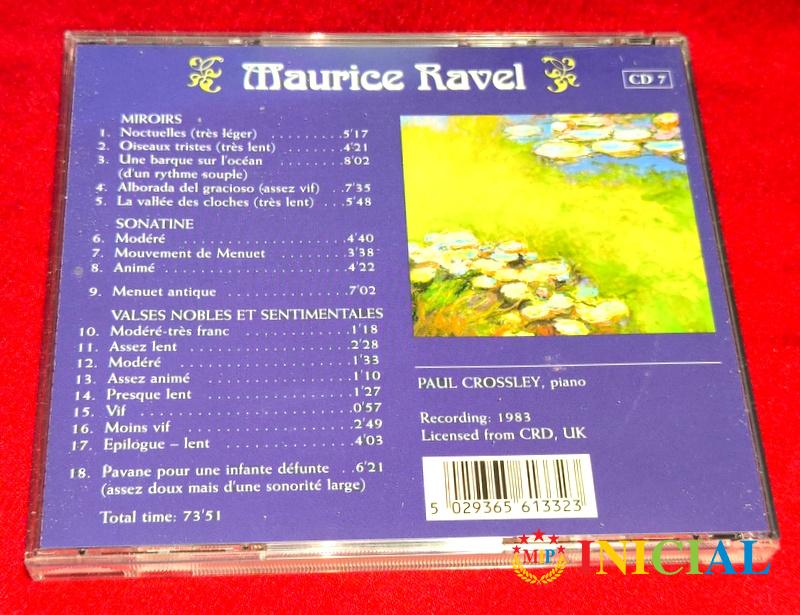 Maurice Ravel
CD 7
MIROIRS
1. Noctuelles (très léger) . . . . . . . . . .5'17
2. Oiseaux tristes (très lent) . . . . . . . .4'21
3. Une barque sur l'océan . . . . . . . . .8'02
(d'un rythme souple)
4. Alborada del gracioso (assez vif) . .7'35
5. La vallée des cloches (très lent) . . .5'48
SONATINE
6. Modéré . . . . . . . . . . . . . . . . . . . . .4'40
7. Mouvement de Menuet . . . . . . . . .3'38
8. Animé . . . . . . . . . . . . . . . . . . . . . .4'22
9. Menuet antique . . . . . . . . . . . . . . .7'02
VALSES NOBLES ET SENTIMENTALES
10. Modéré-très franc . . . . . . . . . . . . .1'18
11. Assez lent . . . . . . . . . . . . . . . . . . .2'28
12. Modéré . . . . . . . . . . . . . . . . . . . . .1'33
13. Assez animé . . . . . . . . . . . . . . . . .1'10
14. Presque lent . . . . . . . . . . . . . . . . .1'27
15. Vif . . . . . . . . . . . . . . . . . . . . . . . .0'57
16. Moins vif . . . . . . . . . . . . . . . . . . .2'49
17. Epilogue – lent . . . . . . . . . . . . . . .4'03
18. Pavane pour une infante défunte . .6'21
(assez doux mais d'une sonorité large)
Total time: 73'51
PAUL CROSSLEY, piano
Recording: 1983
Licensed from CRD, UK
5 029365 613323
MP INICIAL